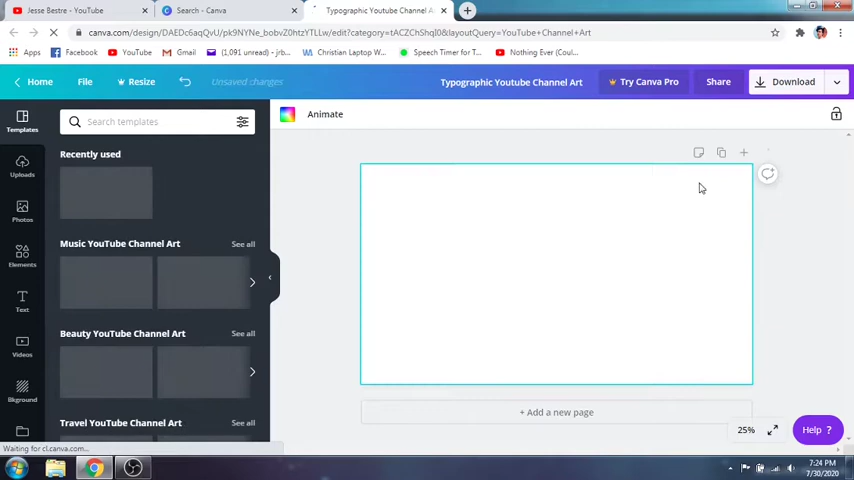 Jesse Bestre - YouTube
Search - Canva
Typographic Youtube Channel A
canva.com/design/DAEDc6aqQvU/pk9NYNe_bobvZ0htzYTLLw/edit?category=tACZChShqI0&layoutQuery=YouTube+Channel+Art
Apps
Facebook
YouTube
Gmail
(1,091 unread) - jrb...
Christian Laptop W...
Speech Timer for T...
Nothing Ever (Coul...
Home
File
Resize
Unsaved changes
Typographic Youtube Channel Art
Try Canva Pro
Share
Download
Templates
Search templates
Animate
Recently used
Uploads
Photos
Music YouTube Channel Art
See all
Elements
Text
Beauty YouTube Channel Art
See all
Videos
Bkground
Travel YouTube Channel Art
See all
+ Add a new page
25%
Help ?
Waiting for cl.canva.com...
7:24 PM
7/30/2020